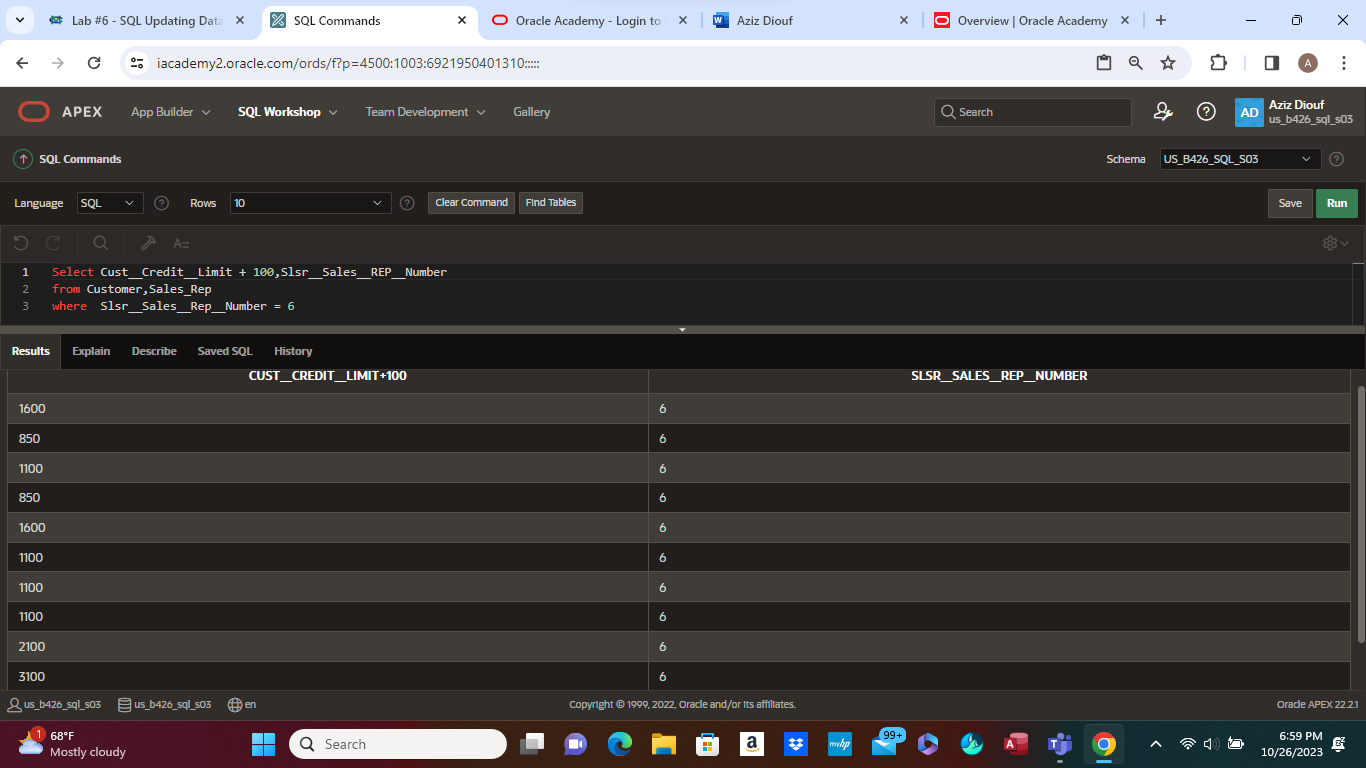 Lab #6 - SQL Updating Data
SQL Commands
Oracle Academy - Login to
Aziz Diouf
Overview | Oracle Academy
iacademy2.oracle.com/ords/f?p=4500:1003:6921950401310:::::
A
APEX
App Builder
SQL Workshop
Team Development
Gallery
Search
AD
Aziz Diouf
us_b426_sql_s03
SQL Commands
Schema
US_B426_SQL_S03
Language
SQL
Rows
10
Clear Command
Find Tables
Save
Run
A::
1 Select Cust__Credit__Limit + 100,Slsr__Sales__REP__Number
2 from Customer,Sales_Rep
3 where  Slsr__Sales__Rep__Number = 6
Results
Explain
Describe
Saved SQL
History
CUST__CREDIT__LIMIT+100 SLSR__SALES__REP__NUMBER
1600 6
850 6
1100 6
850 6
1600 6
1100 6
1100 6
1100 6
2100 6
3100 6
us_b426_sql_s03
us_b426_sql_s03
en
Copyright © 1999, 2022, Oracle and/or its affiliates.
Oracle APEX 22.2.1
1
68°F
Mostly cloudy
Search
a
myhp
99+
A
6:59 PM
10/26/2023